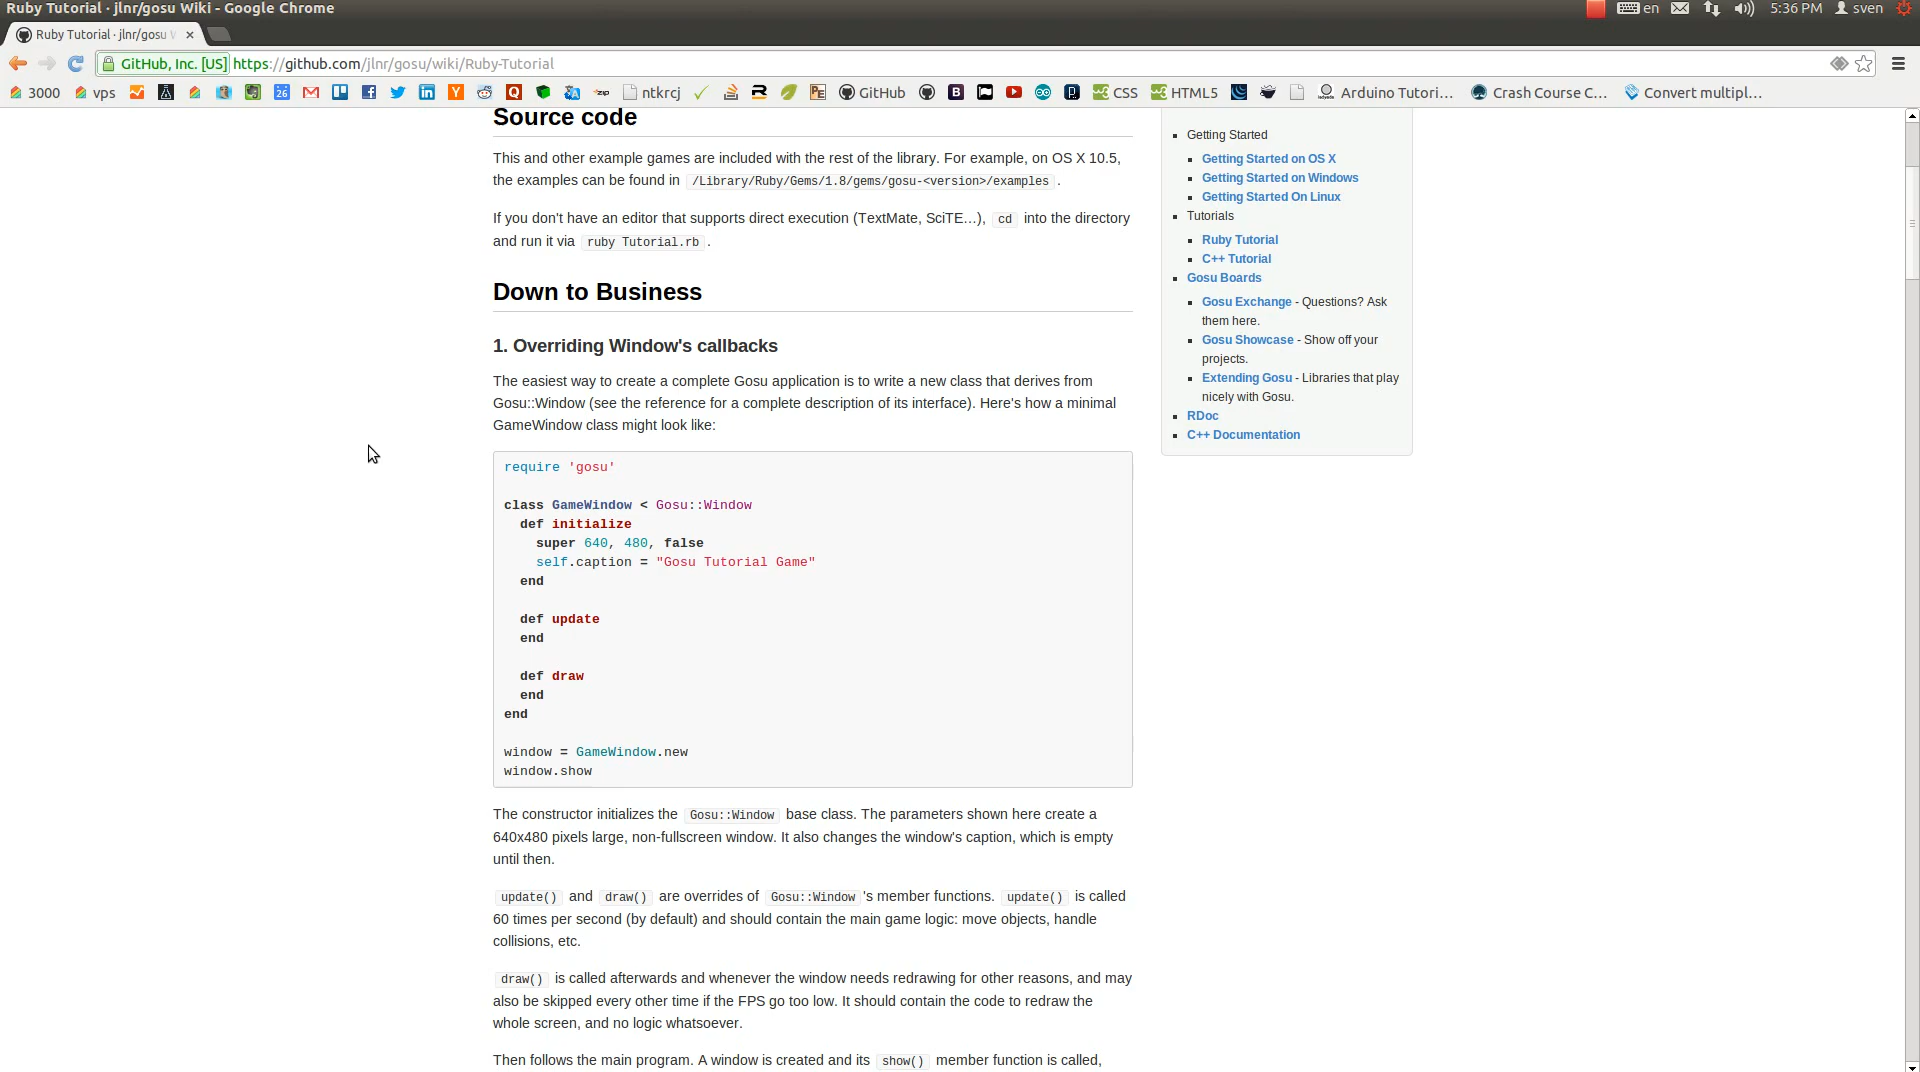 Ruby Tutorial · jlnr/gosu Wiki - Google Chrome
en
5:36 PM
sven
Ruby Tutorial · jlnr/gosu W
GitHub, Inc. [US] https://github.com/jlnr/gosu/wiki/Ruby-Tutorial
3000 vps 26 zip ntkrcj GitHub B CSS HTML5 Arduino Tutori... Crash Course C... Convert multipl...
Source code
This and other example games are included with the rest of the library. For example, on OS X 10.5,
the examples can be found in /Library/Ruby/Gems/1.8/gems/gosu-<version>/examples .
If you don't have an editor that supports direct execution (TextMate, SciTE…), cd into the directory
and run it via ruby Tutorial.rb .
Down to Business
1. Overriding Window's callbacks
The easiest way to create a complete Gosu application is to write a new class that derives from
Gosu::Window (see the reference for a complete description of its interface). Here's how a minimal
GameWindow class might look like:
require 'gosu'
class GameWindow < Gosu::Window
  def initialize
    super 640, 480, false
    self.caption = "Gosu Tutorial Game"
  end
  def update
  end
  def draw
  end
end
window = GameWindow.new
window.show
The constructor initializes the Gosu::Window base class. The parameters shown here create a
640x480 pixels large, non-fullscreen window. It also changes the window's caption, which is empty
until then.
update() and draw() are overrides of Gosu::Window 's member functions. update() is called
60 times per second (by default) and should contain the main game logic: move objects, handle
collisions, etc.
draw() is called afterwards and whenever the window needs redrawing for other reasons, and may
also be skipped every other time if the FPS go too low. It should contain the code to redraw the
whole screen, and no logic whatsoever.
Then follows the main program. A window is created and its show() member function is called,
Getting Started
Getting Started on OS X
Getting Started on Windows
Getting Started On Linux
Tutorials
Ruby Tutorial
C++ Tutorial
Gosu Boards
Gosu Exchange - Questions? Ask
them here.
Gosu Showcase - Show off your
projects.
Extending Gosu - Libraries that play
nicely with Gosu.
RDoc
C++ Documentation